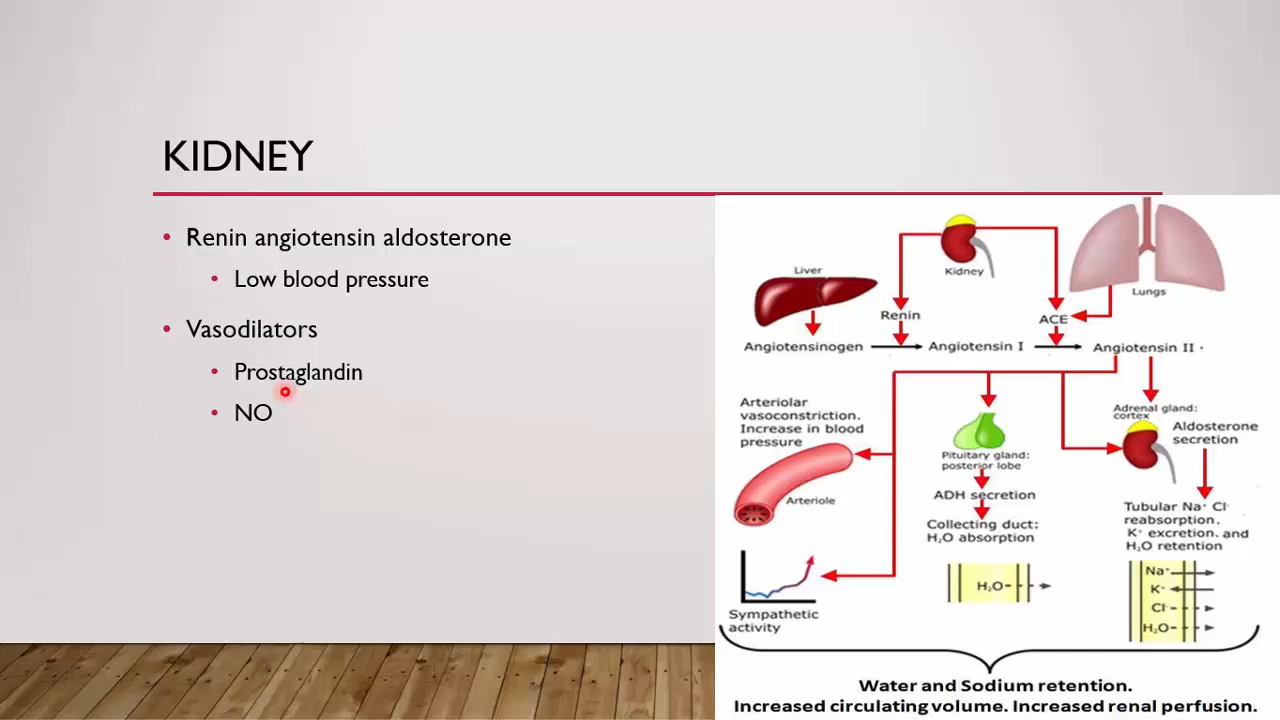 KIDNEY
Renin angiotensin aldosterone
Low blood pressure
Vasodilators
Prostaglandin
NO
Liver
Kidney
Lungs
Renin
ACE
Angiotensinogen
Angiotensin I
Angiotensin II
Arteriolar
vasoconstriction.
Increase in blood
pressure
Arteriole
Sympathetic
activity
Pituitary gland:
posterior lobe
ADH secretion
Collecting duct:
H₂O absorption
H₂O
Adrenal gland:
cortex
Aldosterone
secretion
Tubular Na⁺ Cl⁻
reabsorption.
K⁺ excretion. and
H₂O retention
Na⁺
K⁺
Cl⁻
H₂O
Water and Sodium retention.
Increased circulating volume. Increased renal perfusion.